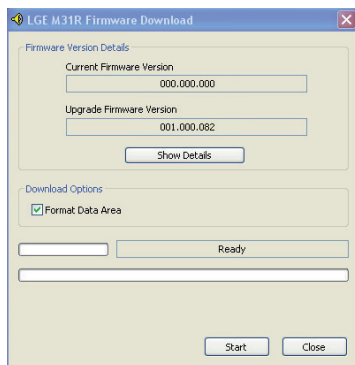 LGE M31R Firmware Download
Firmware Version Details
Current Firmware Version
000.000.000
Upgrade Firmware Version
001.000.082
Show Details
Download Options
Format Data Area
Ready
Start Close